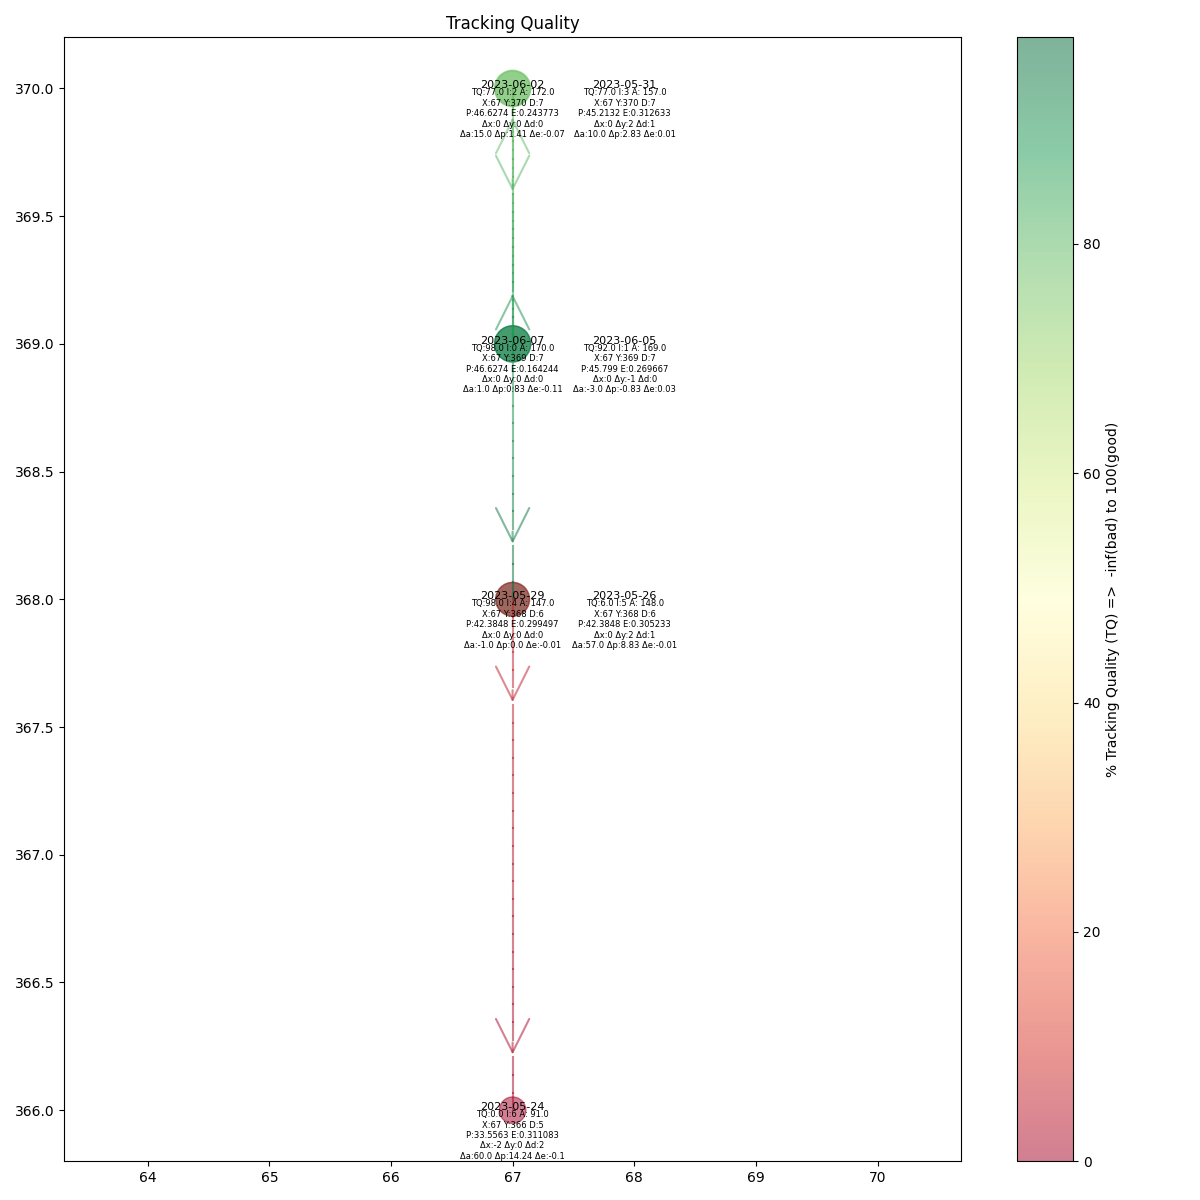 Tracking Quality
370.0
369.5
369.0
368.5
368.0
367.5
367.0
366.5
366.0
2023-06-02
TQ:77.0 I:2 A: 172.0
X:67 Y:370 D:7
P:46.6274 E:0.243773
Δx:0 Δy:0 Δd:0
Δa:15.0 Δp:1.41 Δe:-0.07
2023-05-31
TQ:77.0 I:3 A: 157.0
X:67 Y:370 D:7
P:45.2132 E:0.312633
Δx:0 Δy:2 Δd:1
Δa:10.0 Δp:2.83 Δe:0.01
2023-06-07
TQ:98.0 I:0 A: 170.0
X:67 Y:369 D:7
P:46.6274 E:0.164244
Δx:0 Δy:0 Δd:0
Δa:1.0 Δp:0.83 Δe:-0.11
2023-06-05
TQ:92.0 I:1 A: 169.0
X:67 Y:369 D:7
P:45.799 E:0.269667
Δx:0 Δy:-1 Δd:0
Δa:-3.0 Δp:-0.83 Δe:0.03
2023-05-29
TQ:98.0 I:4 A: 147.0
X:67 Y:368 D:6
P:42.3848 E:0.299497
Δx:0 Δy:0 Δd:0
Δa:-1.0 Δp:0.0 Δe:-0.01
2023-05-26
TQ:6.0 I:5 A: 148.0
X:67 Y:368 D:6
P:42.3848 E:0.305233
Δx:0 Δy:2 Δd:1
Δa:57.0 Δp:8.83 Δe:-0.01
2023-05-24
TQ:0.0 I:6 A: 91.0
X:67 Y:366 D:5
P:33.5563 E:0.311083
Δx:-2 Δy:0 Δd:2
Δa:60.0 Δp:14.24 Δe:-0.1
64
65
66
67
68
69
70
80
60
40
20
0
% Tracking Quality (TQ) => -inf(bad) to 100(good)